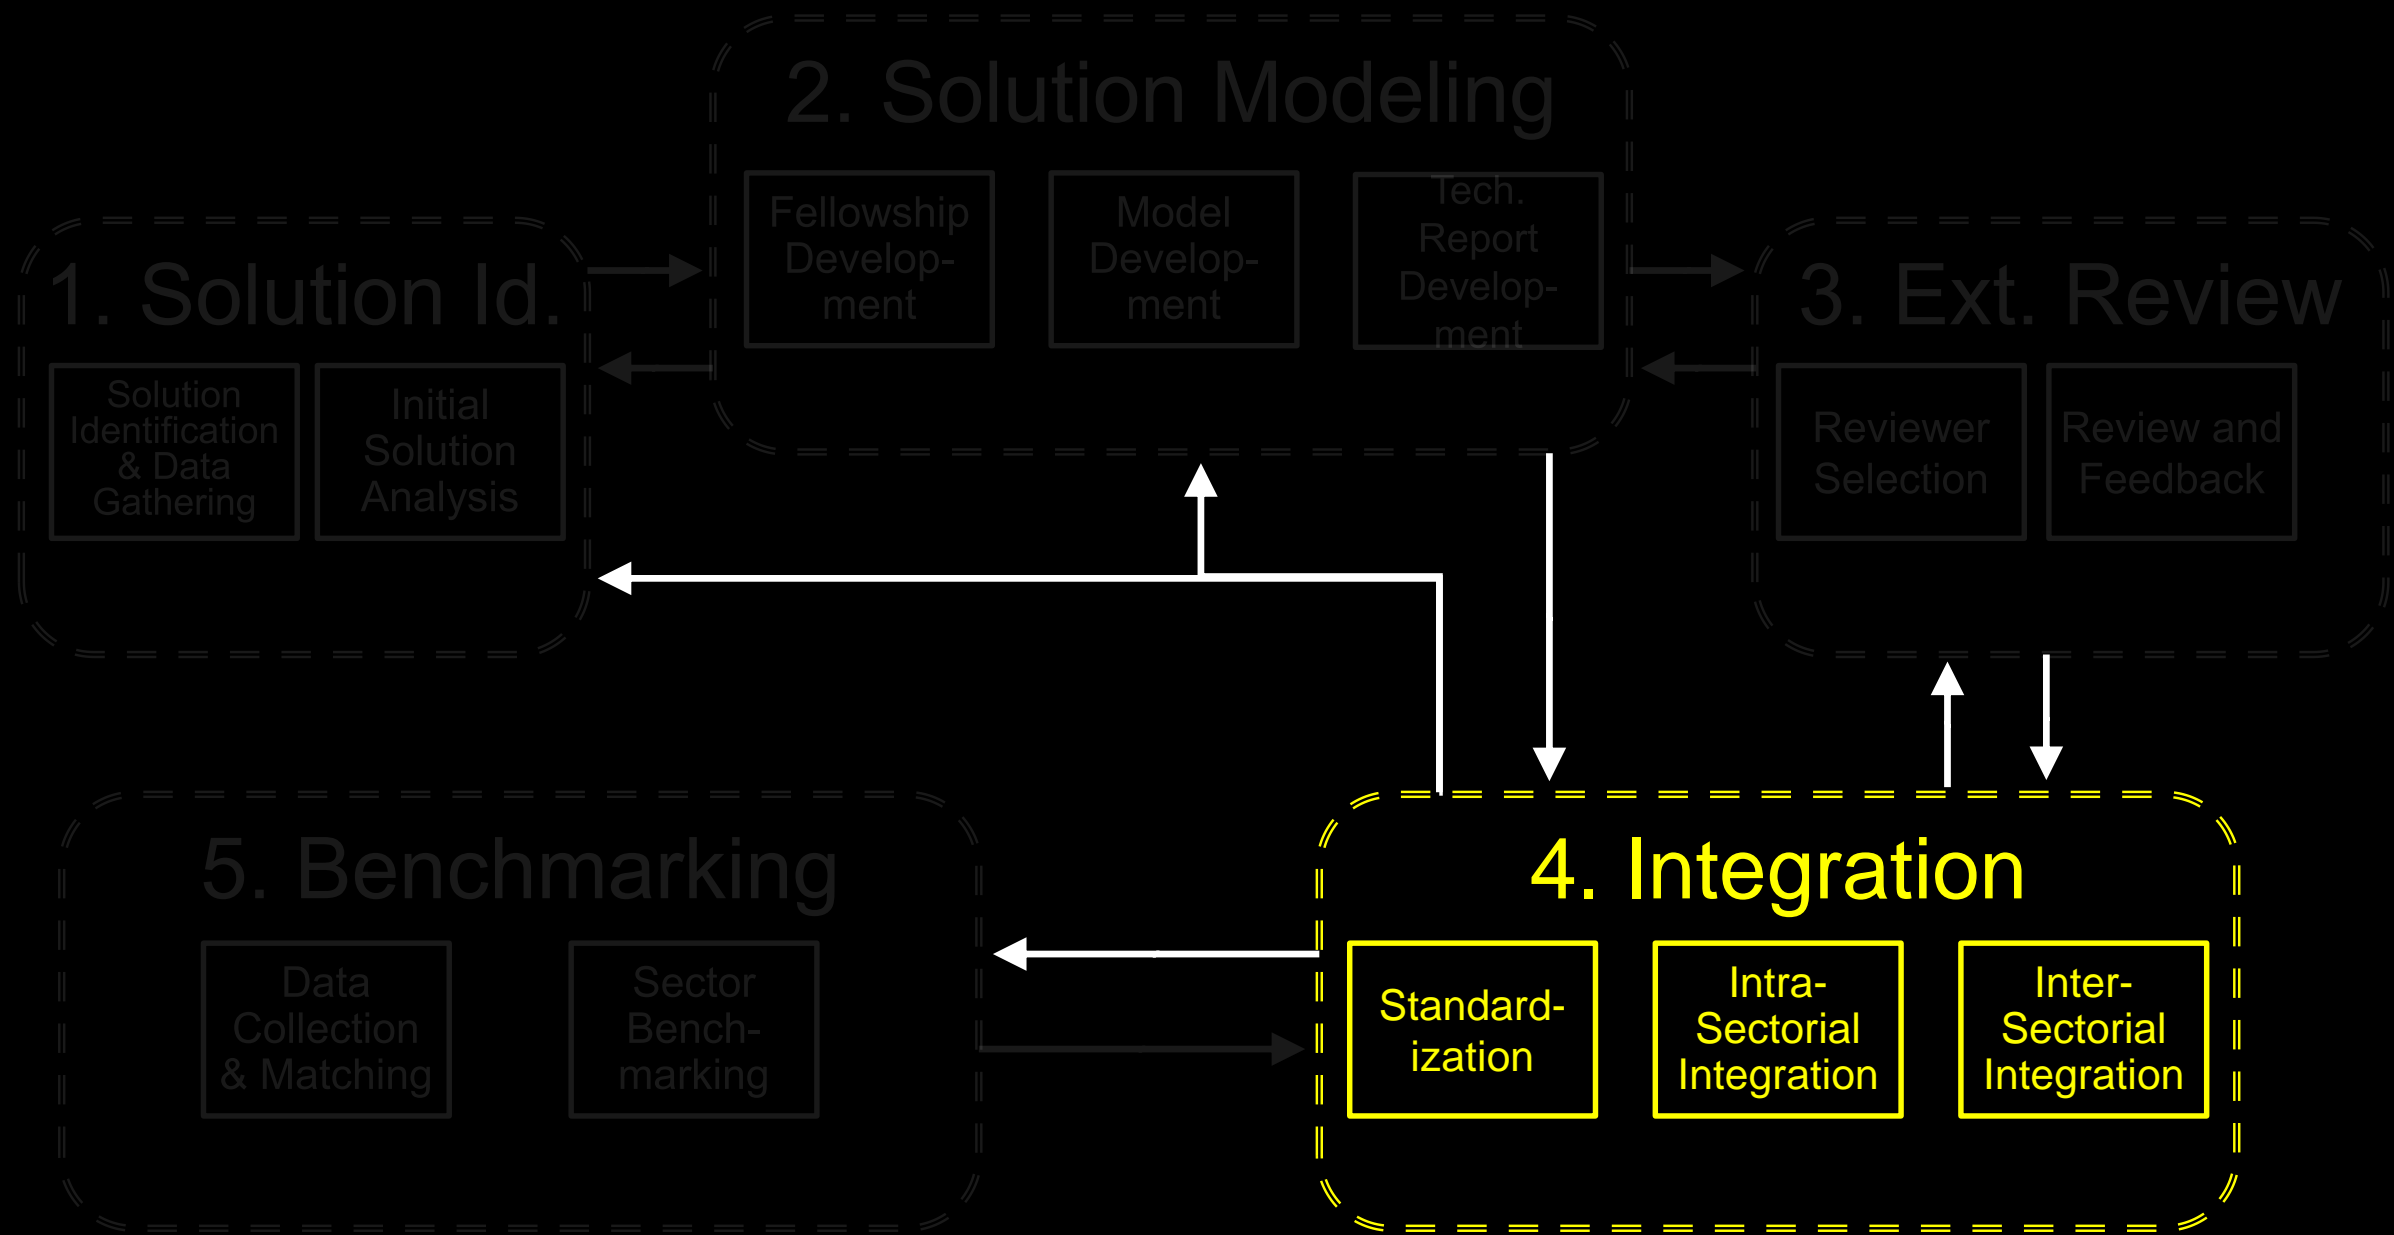 2. Solution Modeling
Fellowship
Develop-
ment
Model
Develop-
ment
Tech.
Report
Develop-
ment
1. Solution Id.
Solution
Identification
& Data
Gathering
Initial
Solution
Analysis
3. Ext. Review
Reviewer
Selection
Review and
Feedback
5. Benchmarking
Data
Collection
& Matching
Sector
Bench-
marking
4. Integration
Standard-
ization
Intra-
Sectorial
Integration
Inter-
Sectorial
Integration